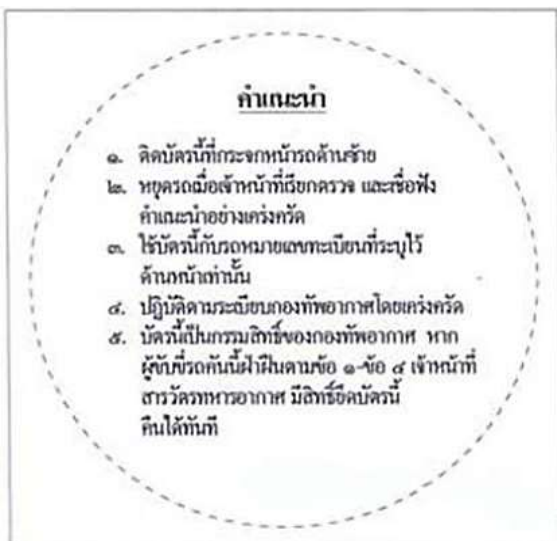 คำแนะนำ
๑. ติดบัตรนี้ที่กระจกหน้ารถด้านซ้าย
๒. หยุดรถเมื่อเจ้าหน้าที่เรียกตรวจ และเชื่อฟัง
คำแนะนำอย่างเคร่งครัด
๓. ใช้บัตรนี้กับรถหมายเลขทะเบียนที่ระบุไว้
ด้านหน้าเท่านั้น
๔. ปฏิบัติตามระเบียบกองทัพอากาศโดยเคร่งครัด
๕. บัตรนี้เป็นกรรมสิทธิ์ของกองทัพอากาศ หาก
ผู้ขับขี่รถคันนี้ฝ่าฝืนตามข้อ ๑-ข้อ ๔ เจ้าหน้าที่
สารวัตรทหารอากาศ มีสิทธิ์ยึดบัตรนี้
คืนได้ทันที